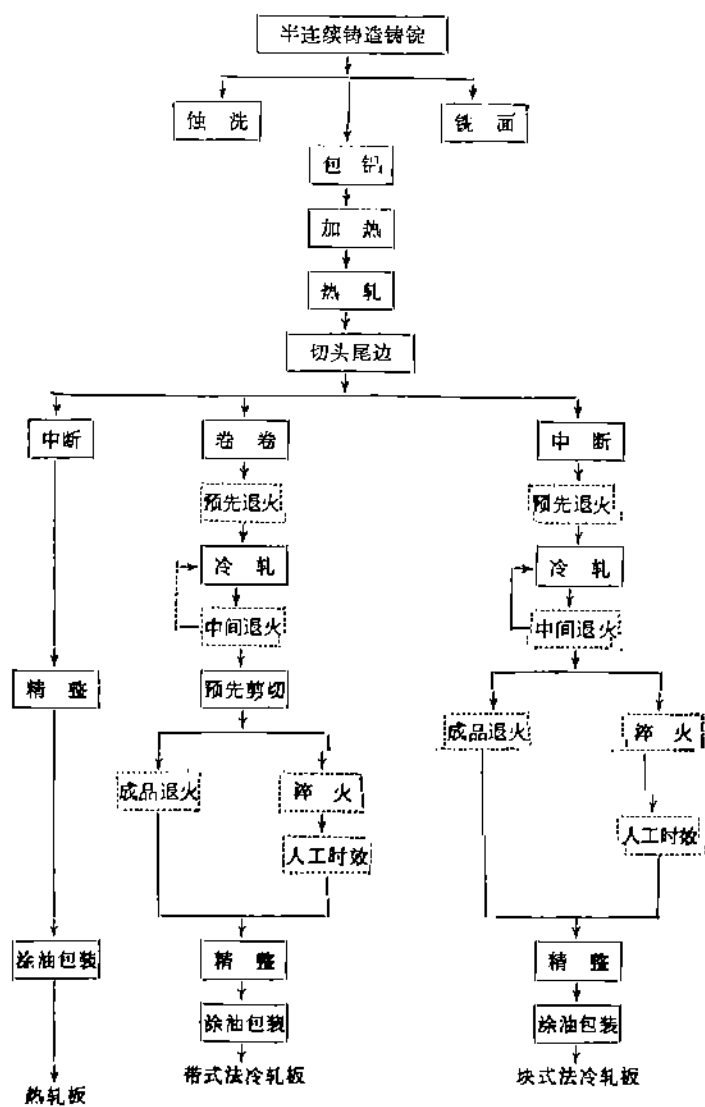 半连续铸造铸锭
蚀 洗
铣 面
包 铝
加 热
热 轧
切头尾边
中断
卷 卷
中 断
预先退火
预先退火
冷 轧
冷 轧
中间退火
中间退火
精 整
预先剪切
成品退火
淬 火
成品退火
淬 火
人工时效
人工时效
涂油包装
精 整
精 整
涂油包装
涂油包装
热轧板
带式法冷轧板
块式法冷轧板